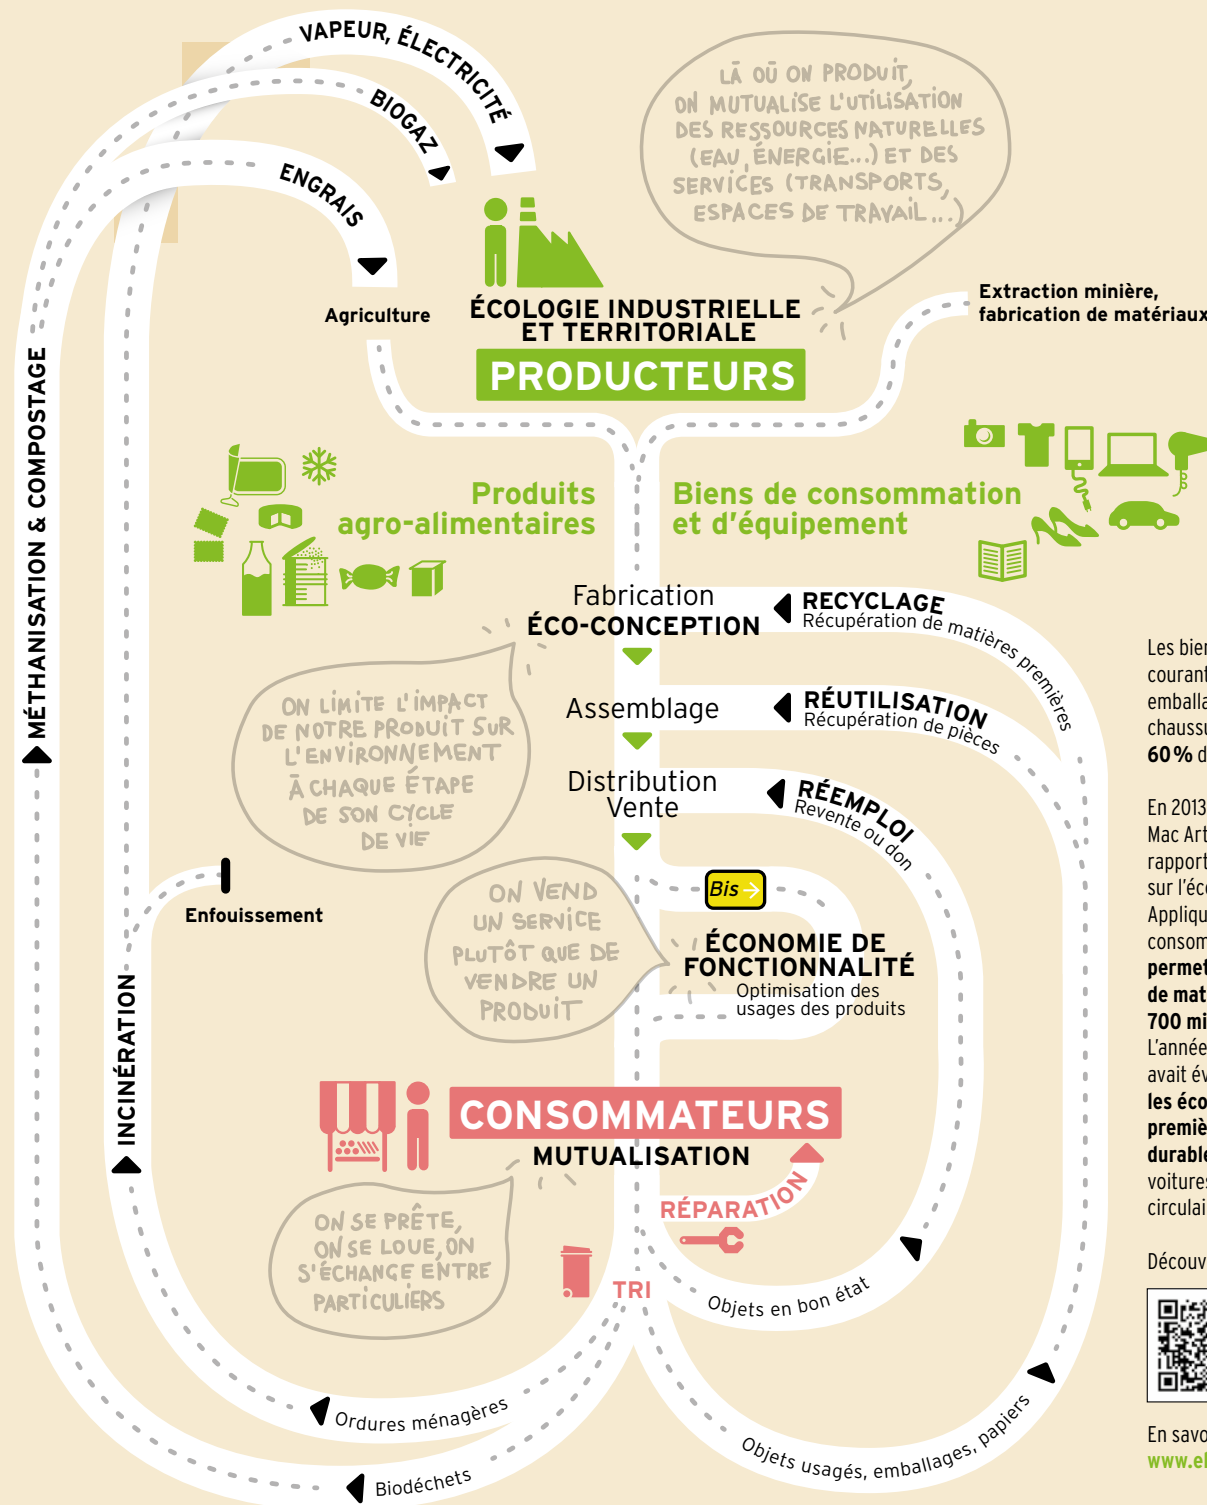 VAPEUR, ÉLECTRICITÉ
BIOGAZ
ENGRAIS
LÀ OÙ ON PRODUIT,
ON MUTUALISE L'UTILISATION
DES RESSOURCES NATURELLES
(EAU, ÉNERGIE...) ET DES
SERVICES (TRANSPORTS,
ESPACES DE TRAVAIL...)
Agriculture
ÉCOLOGIE INDUSTRIELLE
ET TERRITORIALE
PRODUCTEURS
Extraction minière,
fabrication de matériaux
MÉTHANISATION & COMPOSTAGE
Produits
agro-alimentaires
Biens de consommation
et d'équipement
Fabrication
ÉCO-CONCEPTION
RECYCLAGE
Récupération de matières premières
ON LIMITE L'IMPACT
DE NOTRE PRODUIT SUR
L'ENVIRONNEMENT
À CHAQUE ÉTAPE
DE SON CYCLE
DE VIE
Assemblage
RÉUTILISATION
Récupération de pièces
Distribution
Vente
RÉEMPLOI
Revente ou don
Enfouissement
ON VEND
UN SERVICE
PLUTÔT QUE DE
VENDRE UN
PRODUIT
Bis →
ÉCONOMIE DE
FONCTIONNALITÉ
Optimisation des
usages des produits
INCINÉRATION
CONSOMMATEURS
MUTUALISATION
RÉPARATION
ON SE PRÊTE,
ON SE LOUE, ON
S'ÉCHANGE ENTRE
PARTICULIERS
TRI
Objets en bon état
Ordures ménagères
Biodéchets
Objets usagés, emballages, papiers
Les bien
courant
emballa
chaussu
60 % d
En 2013
Mac Art
rapport
sur l'éc
Appliqu
consom
permet
de mat
700 mi
L'année
avait év
les éco
premiè
durable
voitures
circulai
Découv
En savo
www.el